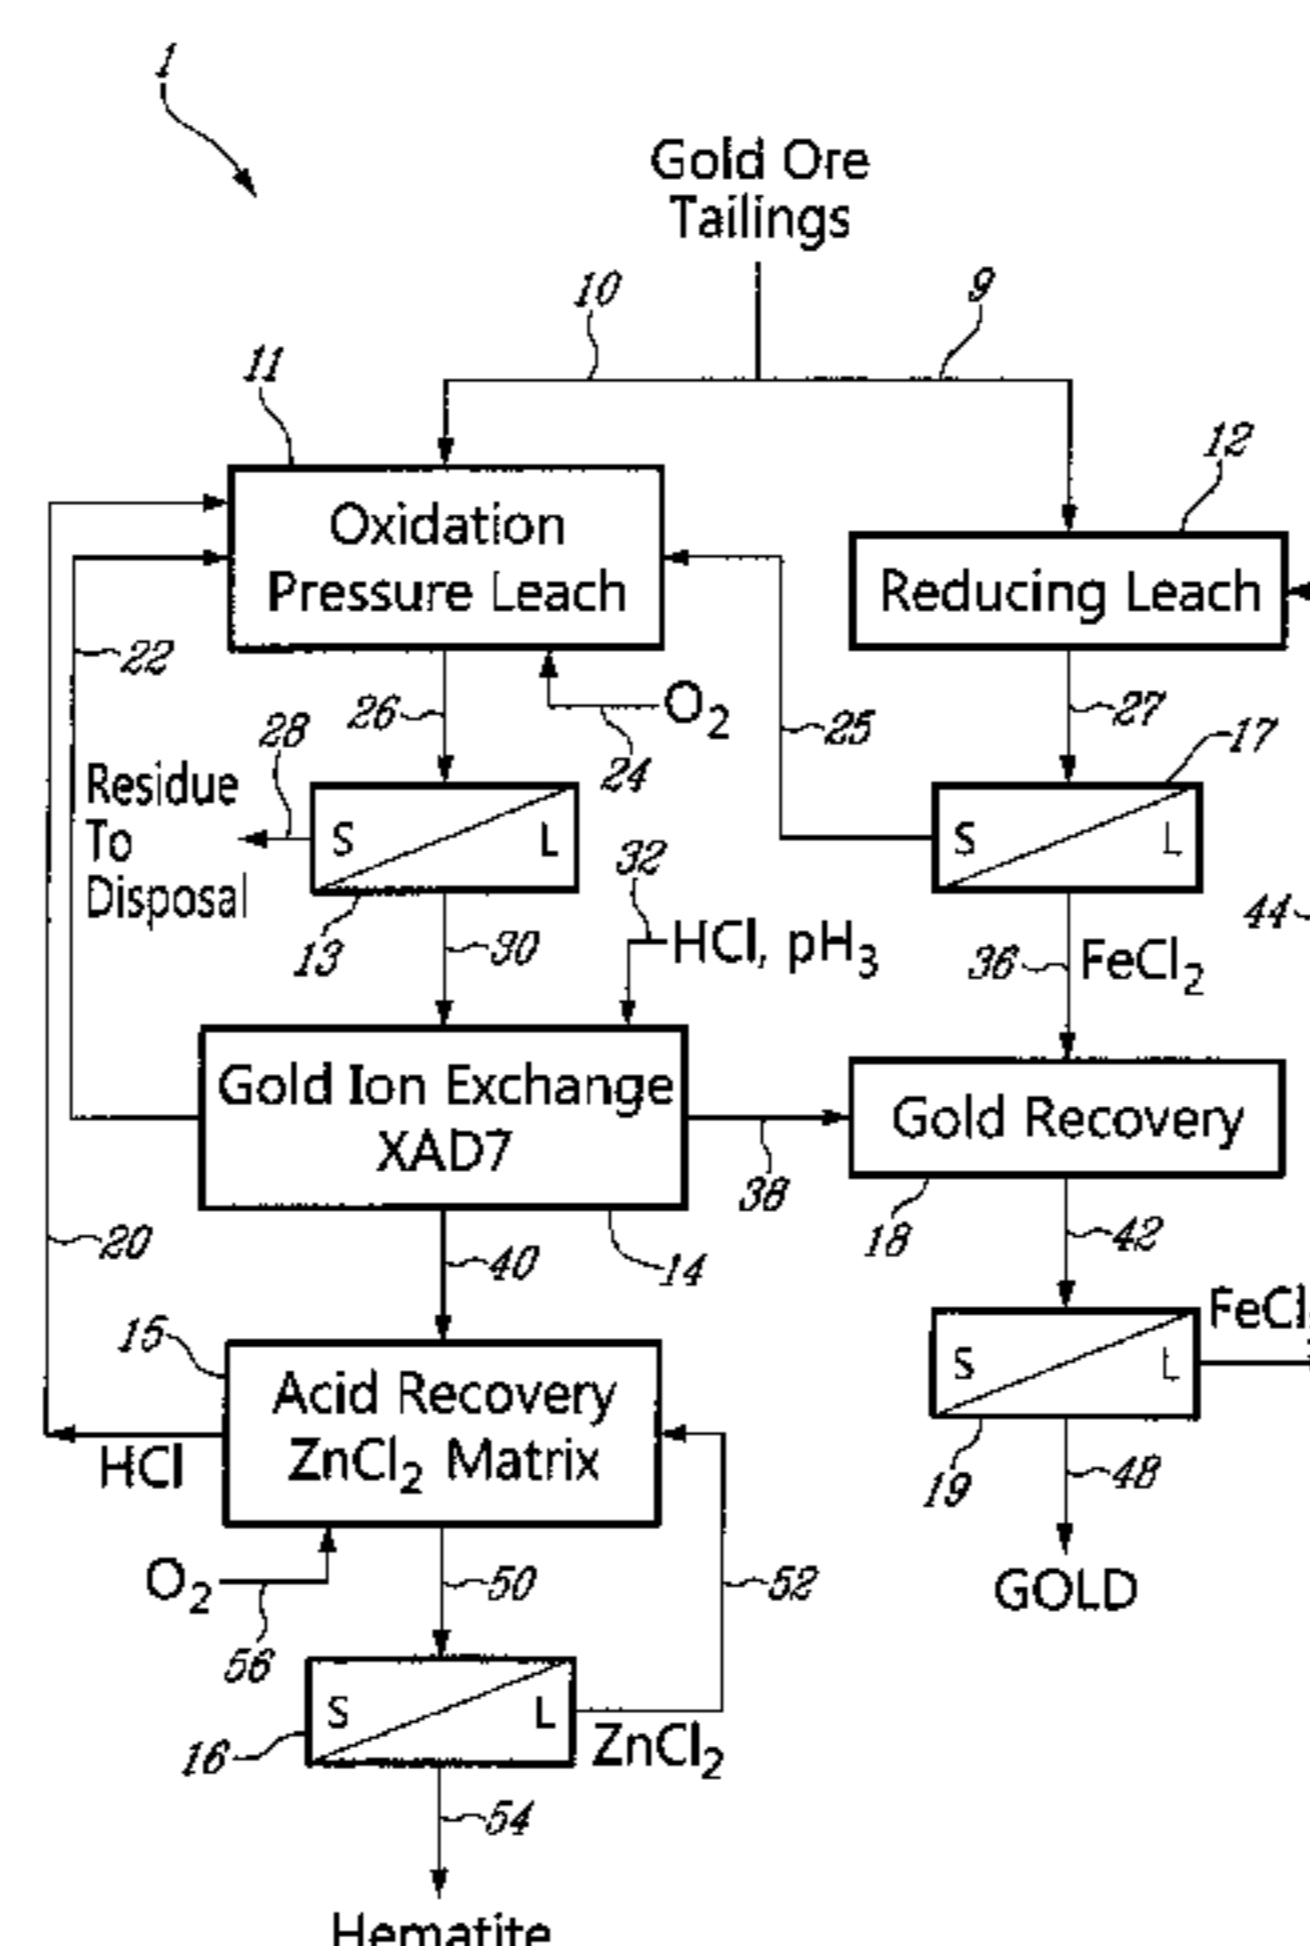 1
Gold Ore
Tailings
10
9
11
12
Oxidation
Pressure Leach
Reducing Leach
22
26
O2
24
25
27
17
28
Residue
To
Disposal
S
L
13
32
HCl, pH3
30
S
L
44
36
FeCl2
Gold Ion Exchange
XAD7
38
Gold Recovery
18
42
20
40
14
15
Acid Recovery
ZnCl2 Matrix
HCl
S
L
FeCl
19
48
GOLD
O2
56
50
52
S
L
16
ZnCl2
54
Hematite